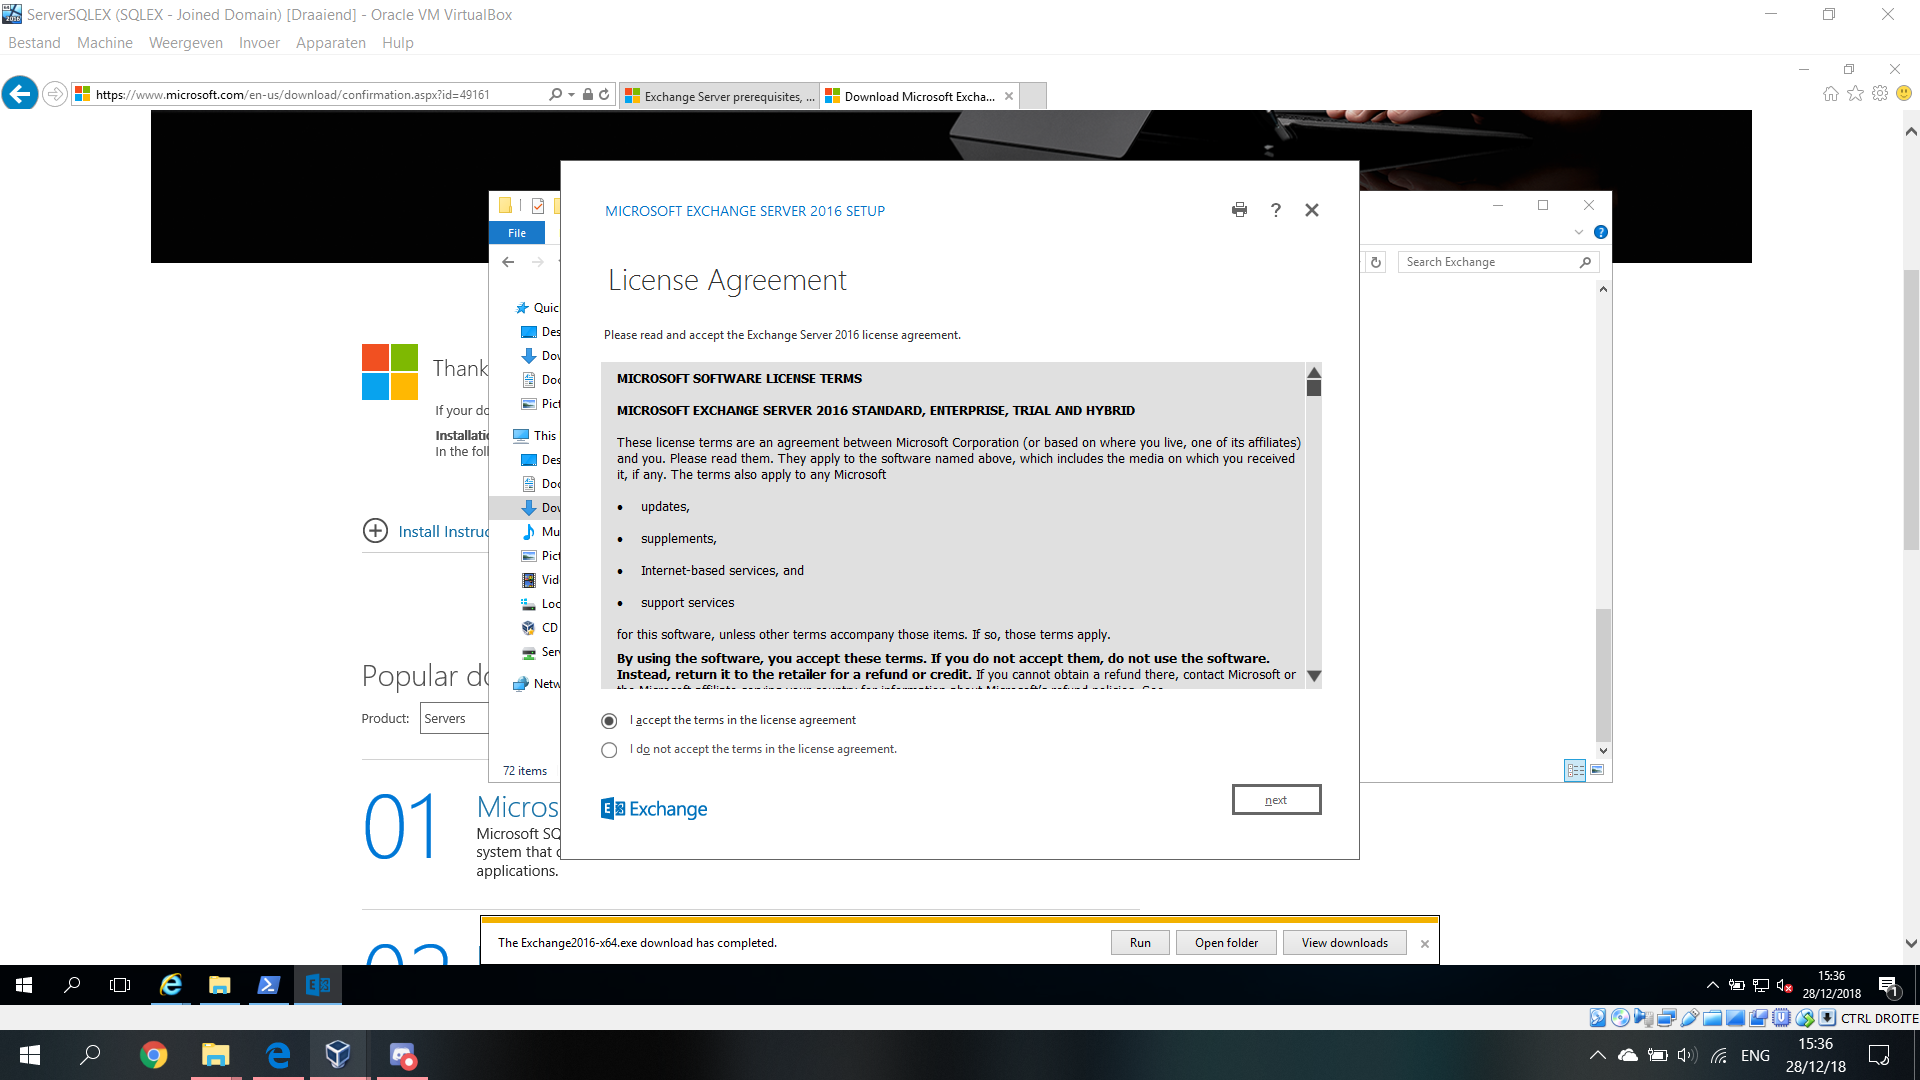 ServerSQLEX (SQLEX - Joined Domain) [Draaiend] - Oracle VM VirtualBox
Bestand Machine Weergeven Invoer Apparaten Hulp
https://www.microsoft.com/en-us/download/confirmation.aspx?id=49161
Exchange Server prerequisites, ...
Download Microsoft Excha...
File
Search Exchange
MICROSOFT EXCHANGE SERVER 2016 SETUP
?
License Agreement
Please read and accept the Exchange Server 2016 license agreement.
MICROSOFT SOFTWARE LICENSE TERMS
MICROSOFT EXCHANGE SERVER 2016 STANDARD, ENTERPRISE, TRIAL AND HYBRID
These license terms are an agreement between Microsoft Corporation (or based on where you live, one of its affiliates)
and you. Please read them. They apply to the software named above, which includes the media on which you received
it, if any. The terms also apply to any Microsoft
• updates,
• supplements,
• Internet-based services, and
• support services
for this software, unless other terms accompany those items. If so, those terms apply.
By using the software, you accept these terms. If you do not accept them, do not use the software.
Instead, return it to the retailer for a refund or credit. If you cannot obtain a refund there, contact Microsoft or
I accept the terms in the license agreement
I do not accept the terms in the license agreement.
Exchange
next
Quic
Des
Dow
Doc
Pict
This
Des
Doc
Dow
Mu
Pict
Vid
Loc
CD
Serv
Netw
72 items
Thank
If your do
Installatio
In the foll
Install Instruc
Popular do
Product: Servers
01
Micros
Microsoft SQ
system that
applications.
02
The Exchange2016-x64.exe download has completed.
Run
Open folder
View downloads
15:36
28/12/2018
1
CTRL DROITE
ENG
15:36
28/12/18